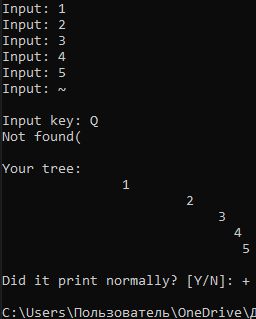 Input: 1
Input: 2
Input: 3
Input: 4
Input: 5
Input: ~
Input key: Q
Not found(
Your tree:
1
2
3
4
5
Did it print normally? [Y/N]: +
C:\Users\Пользователь\OneDrive\Д